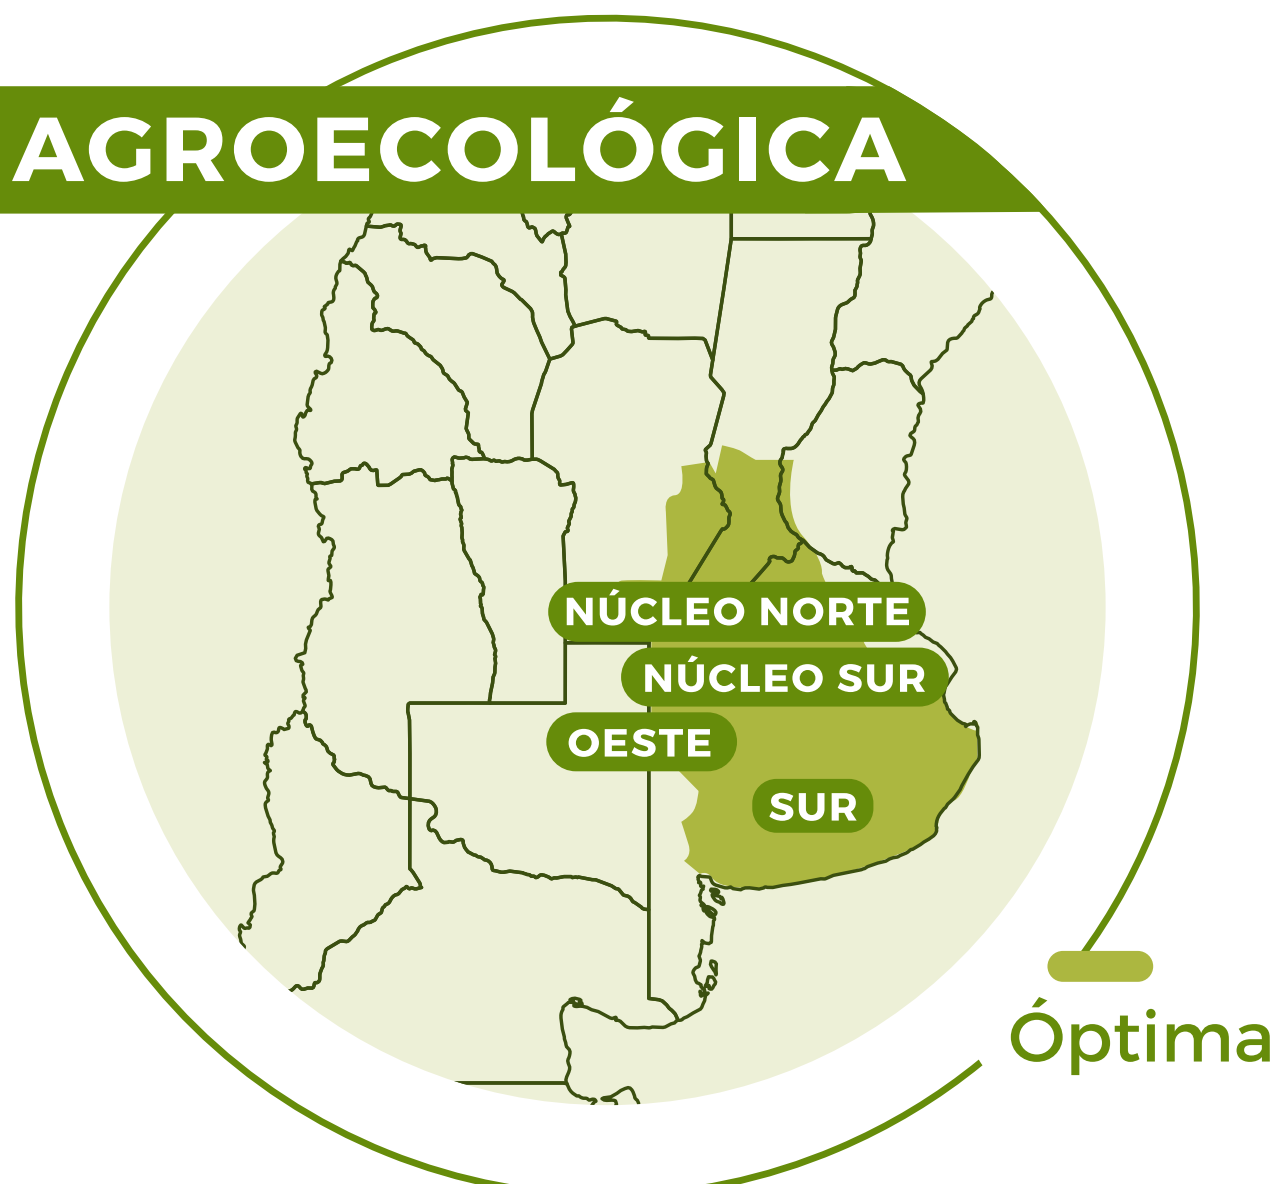 AGROECOLÓGICA
NÚCLEO NORTE
NÚCLEO SUR
OESTE
SUR
Óptima